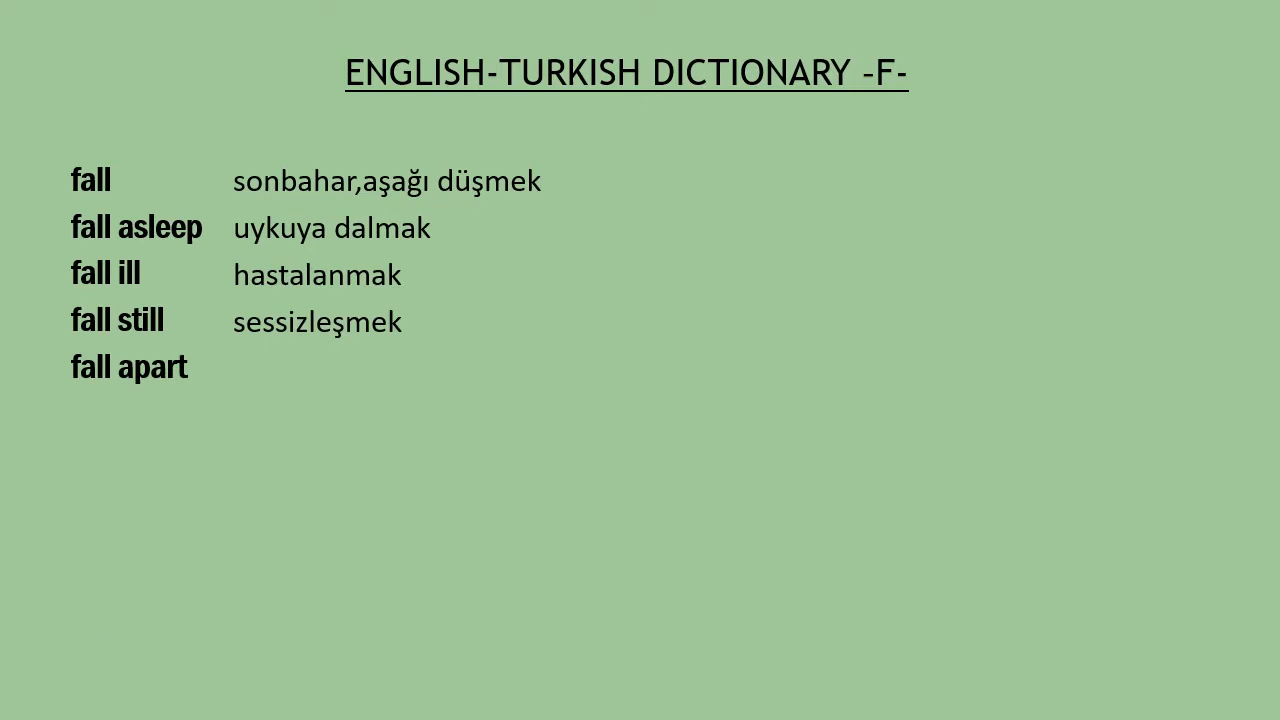 ENGLISH-TURKISH DICTIONARY –F-
fall sonbahar,aşağı düşmek
fall asleep uykuya dalmak
fall ill hastalanmak
fall still sessizleşmek
fall apart